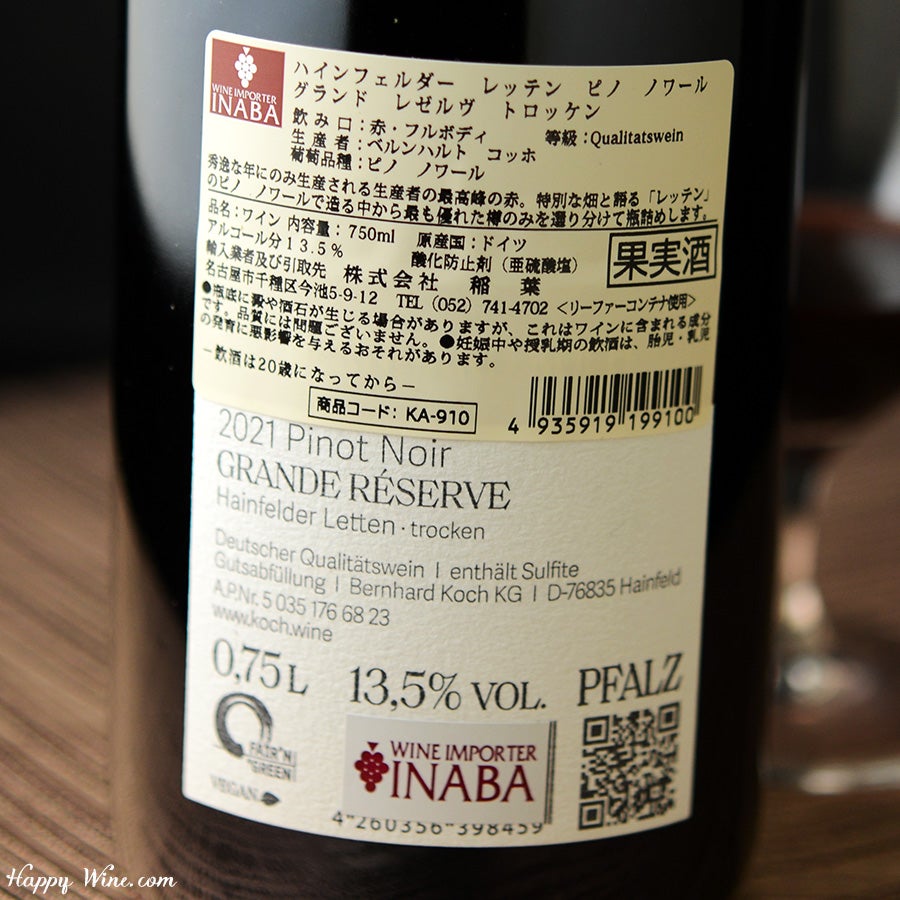 WINE IMPORTER
INABA
ハインフェルダー レッテン ピノ ノワール
グランド レゼルヴ トロッケン
飲み口：赤・フルボディ 等級：Qualitatswein
生産者：ベルンハルト コッホ
葡萄品種：ピノ ノワール
秀逸な年にのみ生産される生産者の最高峰の赤。特別な畑と語る「レッテン」
のピノ ノワールで造る中から最も優れた樽のみを選り分けて瓶詰めします。
品名：ワイン 内容量：750ml 原産国：ドイツ
アルコール分13.5% 酸化防止剤（亜硫酸塩）
果実酒
輸入業者及び引取先 株式会社 稲葉
名古屋市千種区今池5-9-12 TEL（052）741-4702 ＜リーファーコンテナ使用＞
●瓶底に澱や酒石が生じる場合がありますが、これはワインに含まれる成分
です。品質には問題ございません。●妊娠中や授乳期の飲酒は、胎児・乳児
の発育に悪影響を与えるおそれがあります。
－飲酒は20歳になってから－
商品コード：KA-910
4 935919 199100
2021 Pinot Noir
GRANDE RÉSERVE
Hainfelder Letten · trocken
Deutscher Qualitätswein | enthält Sulfite
Gutsabfüllung | Bernhard Koch KG | D-76835 Hainfeld
A.P.Nr. 5 035 176 68 23
www.koch.wine
0,75 L 13,5% VOL. PFALZ
FAIR'N
GREEN
VEGAN
WINE IMPORTER
INABA
4 260356 398459
Happy Wine.com